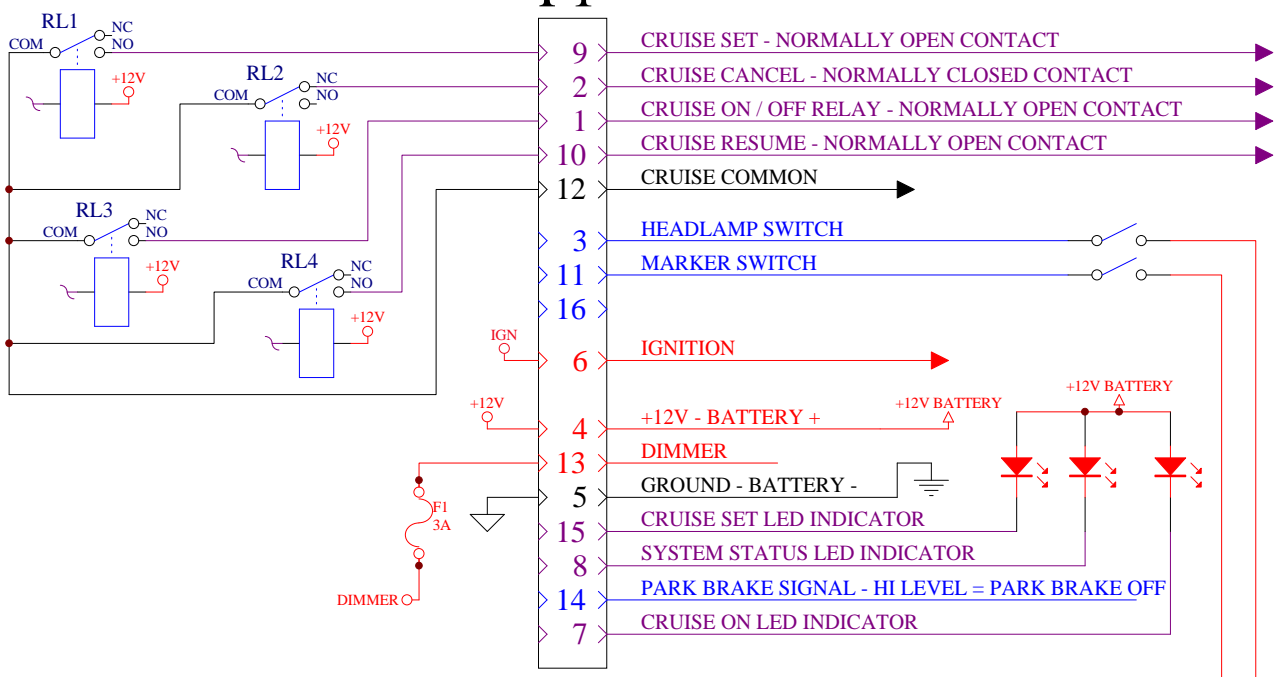 RL1
NC
COM
NO
+12V
RL2
NC
COM
NO
+12V
RL3
NC
COM
NO
+12V
RL4
NC
COM
NO
+12V
9 CRUISE SET - NORMALLY OPEN CONTACT
2 CRUISE CANCEL - NORMALLY CLOSED CONTACT
1 CRUISE ON / OFF RELAY - NORMALLY OPEN CONTACT
10 CRUISE RESUME - NORMALLY OPEN CONTACT
12 CRUISE COMMON
3 HEADLAMP SWITCH
11 MARKER SWITCH
16
IGN
6 IGNITION
+12V
4 +12V - BATTERY +
+12V BATTERY
+12V BATTERY
13 DIMMER
5 GROUND - BATTERY -
F1
3A
DIMMER
15 CRUISE SET LED INDICATOR
8 SYSTEM STATUS LED INDICATOR
14 PARK BRAKE SIGNAL - HI LEVEL = PARK BRAKE OFF
7 CRUISE ON LED INDICATOR